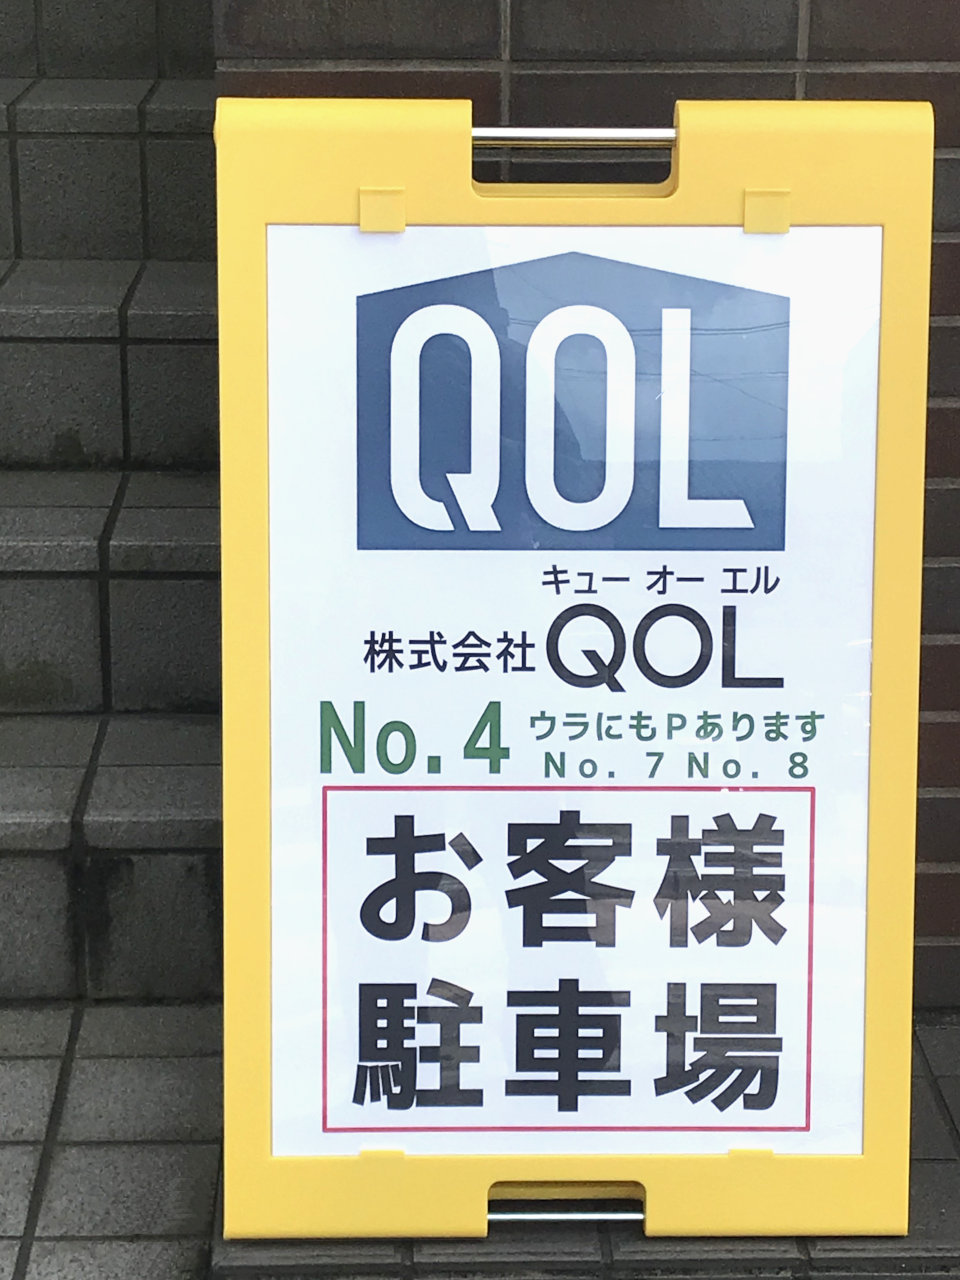 QOL
キュー オー エル
株式会社QOL
No.4 ウラにもPあります
No.7 No.8
お客様
駐車場